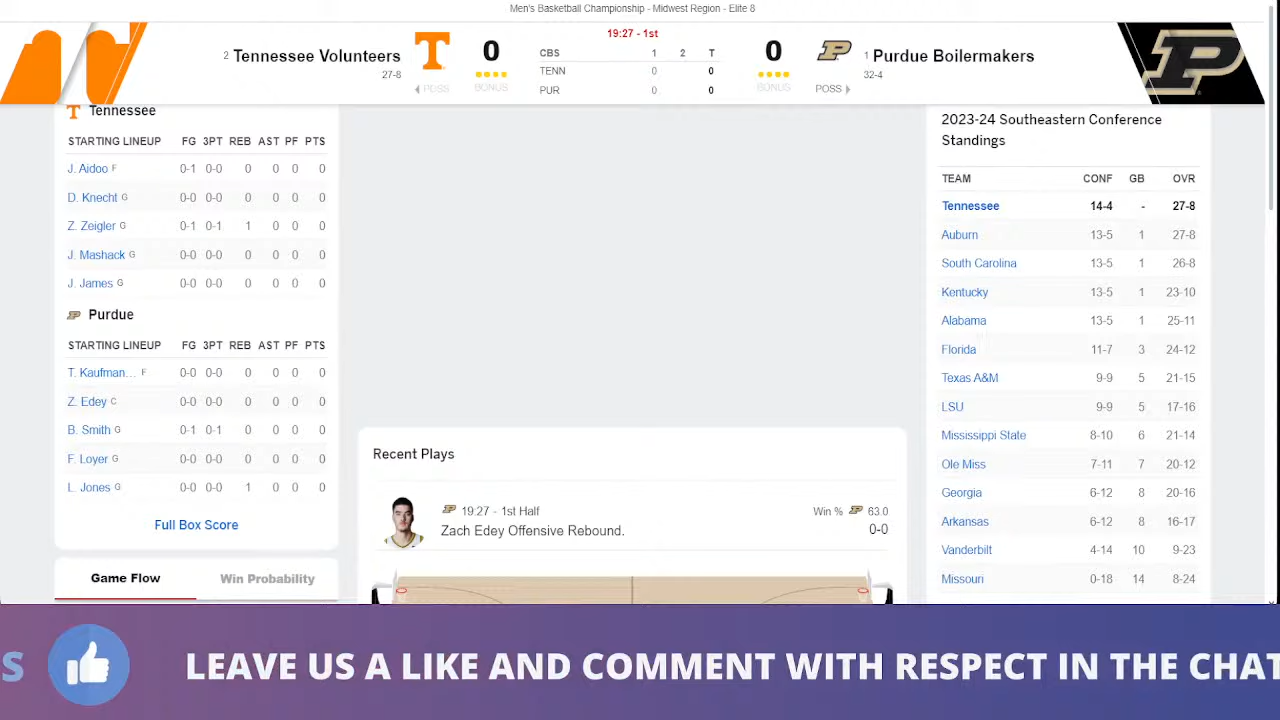 Men's Basketball Championship - Midwest Region - Elite 8
2 Tennessee Volunteers
27-8
T
0
POSS
BONUS
19:27 - 1st
CBS 1 2 T
TENN 0 0
PUR 0 0
0
BONUS
P
POSS
1 Purdue Boilermakers
32-4
P
T Tennessee
STARTING LINEUP FG 3PT REB AST PF PTS
J. Aidoo F 0-1 0-0 0 0 0 0
D. Knecht G 0-0 0-0 0 0 0 0
Z. Zeigler G 0-1 0-1 1 0 0 0
J. Mashack G 0-0 0-0 0 0 0 0
J. James G 0-0 0-0 0 0 0 0
P Purdue
STARTING LINEUP FG 3PT REB AST PF PTS
T. Kaufman... F 0-0 0-0 0 0 0 0
Z. Edey C 0-0 0-0 0 0 0 0
B. Smith G 0-1 0-1 0 0 0 0
F. Loyer G 0-0 0-0 0 0 0 0
L. Jones G 0-0 0-0 1 0 0 0
Full Box Score
Game Flow Win Probability
Recent Plays
P 19:27 - 1st Half Win % P 63.0
Zach Edey Offensive Rebound. 0-0
2023-24 Southeastern Conference
Standings
TEAM CONF GB OVR
Tennessee 14-4 - 27-8
Auburn 13-5 1 27-8
South Carolina 13-5 1 26-8
Kentucky 13-5 1 23-10
Alabama 13-5 1 25-11
Florida 11-7 3 24-12
Texas A&M 9-9 5 21-15
LSU 9-9 5 17-16
Mississippi State 8-10 6 21-14
Ole Miss 7-11 7 20-12
Georgia 6-12 8 20-16
Arkansas 6-12 8 16-17
Vanderbilt 4-14 10 9-23
Missouri 0-18 14 8-24
S LEAVE US A LIKE AND COMMENT WITH RESPECT IN THE CHAT